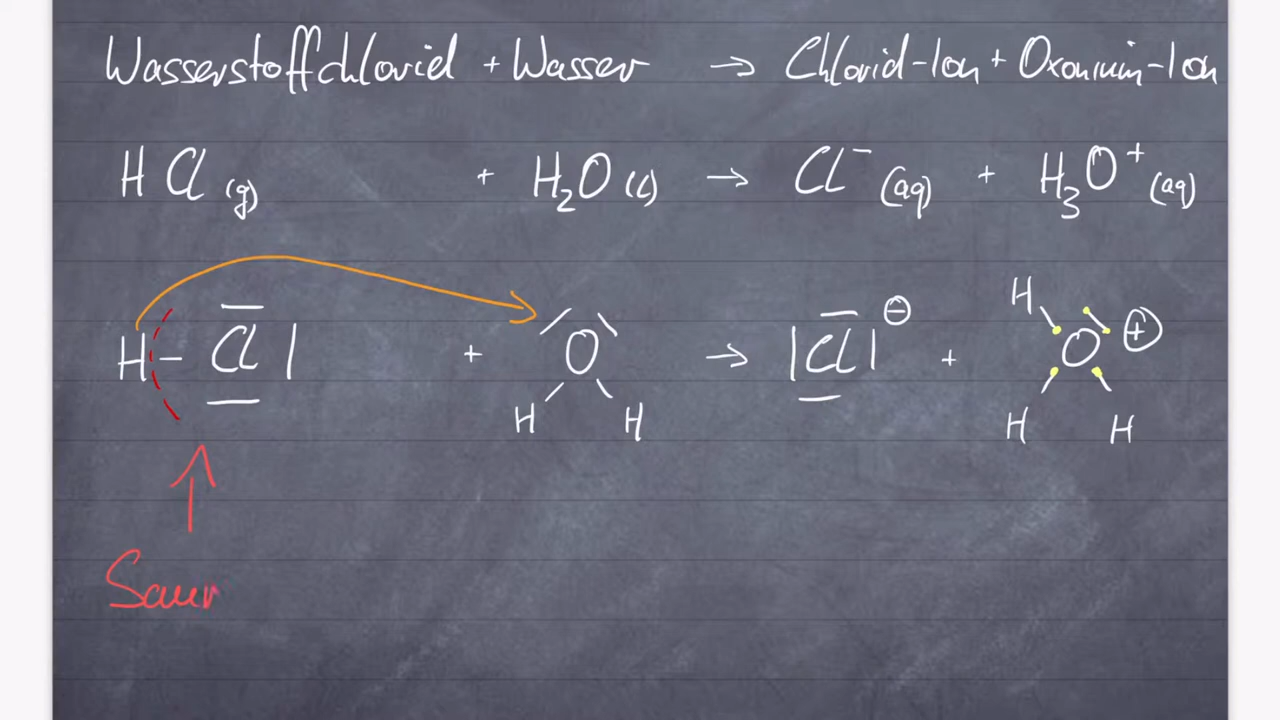 Wasserstoffchlorid + Wasser → Chlorid-Ion + Oxonium-Ion
HCl (g) + H₂O (l) → Cl⁻ (aq) + H₃O⁺ (aq)
H – Cl | + O → |Cl| ⊖ + H O ⊕
H H H H
Saur